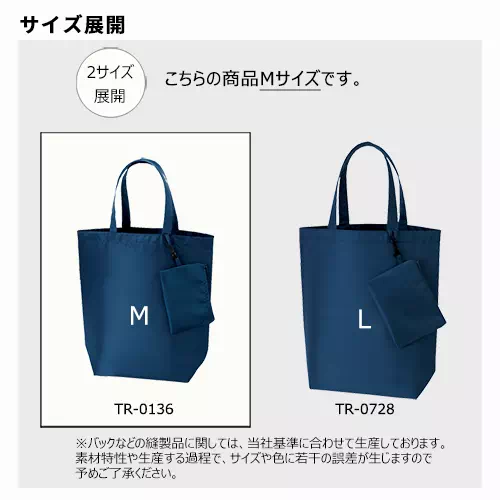 サイズ展開
2サイズ
展開
こちらの商品Mサイズです。
M
L
TR-0136
TR-0728
※バックなどの縫製品に関しては、当社基準に合わせて生産しております。
素材特性や生産する過程で、サイズや色に若干の誤差が生じますので
予めご了承ください。